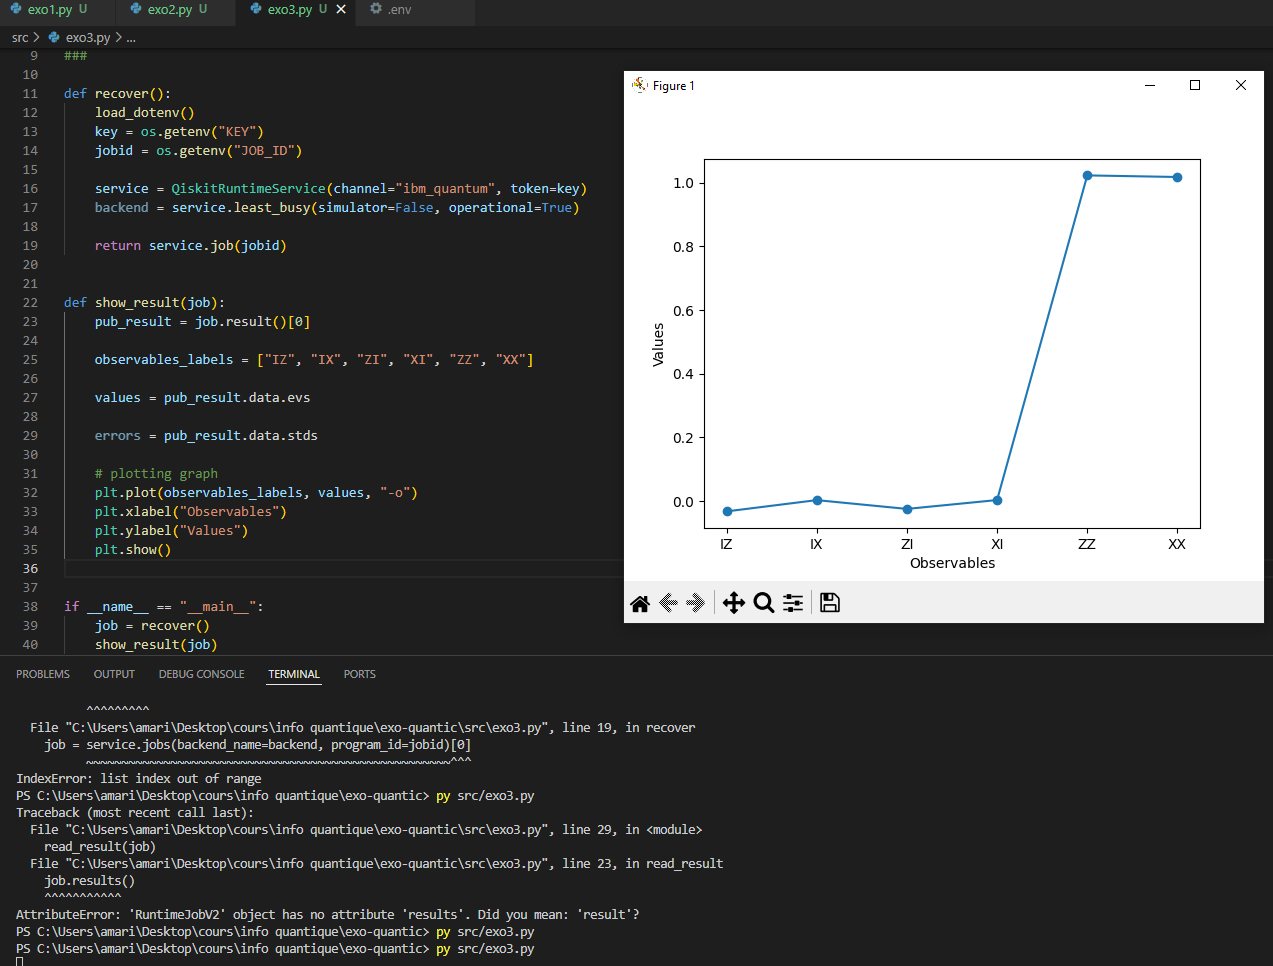 exo1.py U exo2.py U exo3.py U .env
src > exo3.py > ...
9 ###
10
11 def recover():
12 load_dotenv()
13 key = os.getenv("KEY")
14 jobid = os.getenv("JOB_ID")
15
16 service = QiskitRuntimeService(channel="ibm_quantum", token=key)
17 backend = service.least_busy(simulator=False, operational=True)
18
19 return service.job(jobid)
20
21
22 def show_result(job):
23 pub_result = job.result()[0]
24
25 observables_labels = ["IZ", "IX", "ZI", "XI", "ZZ", "XX"]
26
27 values = pub_result.data.evs
28
29 errors = pub_result.data.stds
30
31 # plotting graph
32 plt.plot(observables_labels, values, "-o")
33 plt.xlabel("Observables")
34 plt.ylabel("Values")
35 plt.show()
36
37
38 if __name__ == "__main__":
39 job = recover()
40 show_result(job)
Figure 1
1.0
0.8
0.6
0.4
0.2
0.0
Values
IZ IX ZI XI ZZ XX
Observables
PROBLEMS OUTPUT DEBUG CONSOLE TERMINAL PORTS
^^^^^^^^^
File "C:\Users\amari\Desktop\cours\info quantique\exo-quantic\src\exo3.py", line 19, in recover
job = service.jobs(backend_name=backend, program_id=jobid)[0]
~~~~~~~~~~~~~~~~~~~~~~~~~~~~~~~~~~~~~~~~~~~~~~~~~~~~^^^
IndexError: list index out of range
PS C:\Users\amari\Desktop\cours\info quantique\exo-quantic> py src/exo3.py
Traceback (most recent call last):
File "C:\Users\amari\Desktop\cours\info quantique\exo-quantic\src\exo3.py", line 29, in <module>
read_result(job)
File "C:\Users\amari\Desktop\cours\info quantique\exo-quantic\src\exo3.py", line 23, in read_result
job.results()
^^^^^^^^^^^
AttributeError: 'RuntimeJobV2' object has no attribute 'results'. Did you mean: 'result'?
PS C:\Users\amari\Desktop\cours\info quantique\exo-quantic> py src/exo3.py
PS C:\Users\amari\Desktop\cours\info quantique\exo-quantic> py src/exo3.py